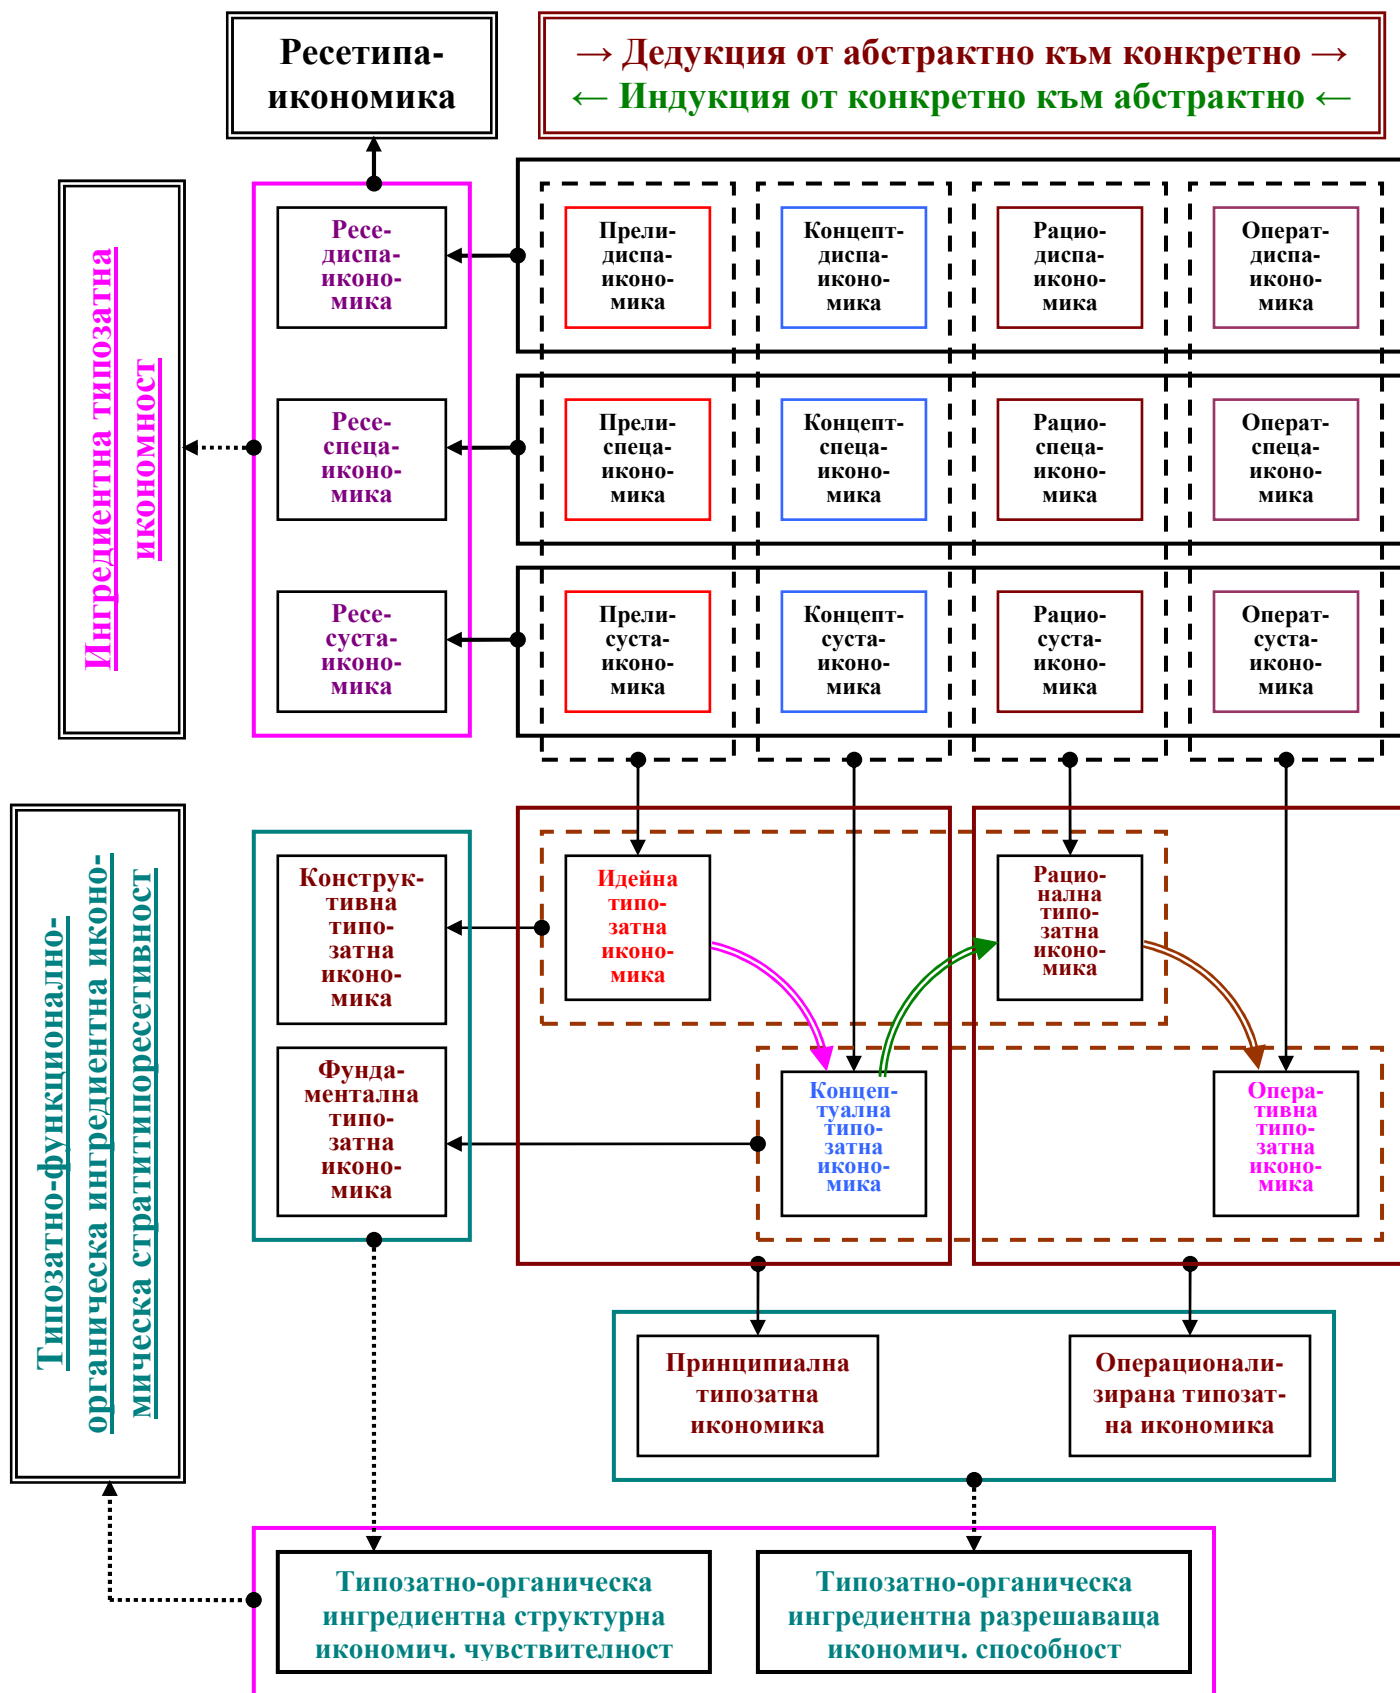 Ресетипа-
икономика
→ Дедукция от абстрактно към конкретно →
← Индукция от конкретно към абстрактно ←
Ингредиентна типозатна
икономност
Ресе-
диспа-
иконо-
мика
Прели-
диспа-
иконо-
мика
Концепт-
диспа-
иконо-
мика
Рацио-
диспа-
иконо-
мика
Операт-
диспа-
иконо-
мика
Ресе-
спеца-
иконо-
мика
Прели-
спеца-
иконо-
мика
Концепт-
спеца-
иконо-
мика
Рацио-
спеца-
иконо-
мика
Операт-
спеца-
иконо-
мика
Ресе-
суста-
иконо-
мика
Прели-
суста-
иконо-
мика
Концепт-
суста-
иконо-
мика
Рацио-
суста-
иконо-
мика
Операт-
суста-
иконо-
мика
Типозатно-функционално-
органическа ингредиентна иконо-
мическа стратитипоресетивност
Конструк-
тивна
типо-
затна
иконо-
мика
Идейна
типо-
затна
иконо-
мика
Рацио-
нална
типо-
затна
иконо-
мика
Фунда-
ментална
типо-
затна
иконо-
мика
Концеп-
туална
типо-
затна
иконо-
мика
Опера-
тивна
типо-
затна
иконо-
мика
Принципиална
типозатна
икономика
Операционали-
зирана типозат-
на икономика
Типозатно-органическа
ингредиентна структурна
икономич. чувствителност
Типозатно-органическа
ингредиентна разрешаваща
икономич. способност